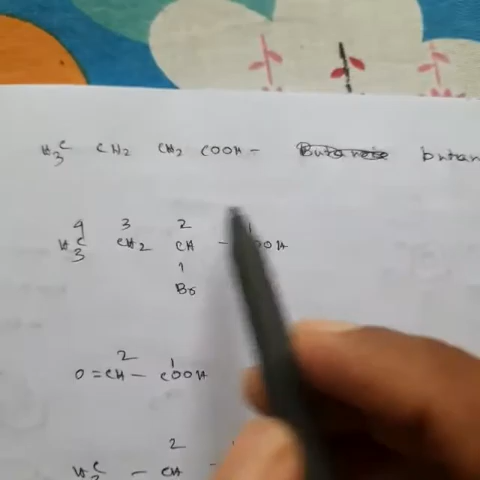 H3C CH2 CH2 COOH - Butanoic butan
4 3 2 1
H3C CH2 CH - COOH
Br
2 1
O = CH - COOH
2
H3C - CH -